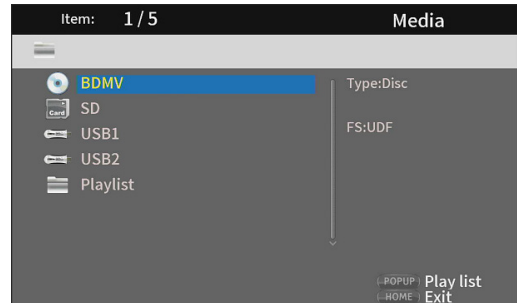 Item: 1/5 Media
BDMV
Type:Disc
Card SD
FS:UDF
USB1
USB2
Playlist
POPUP Play list
HOME Exit